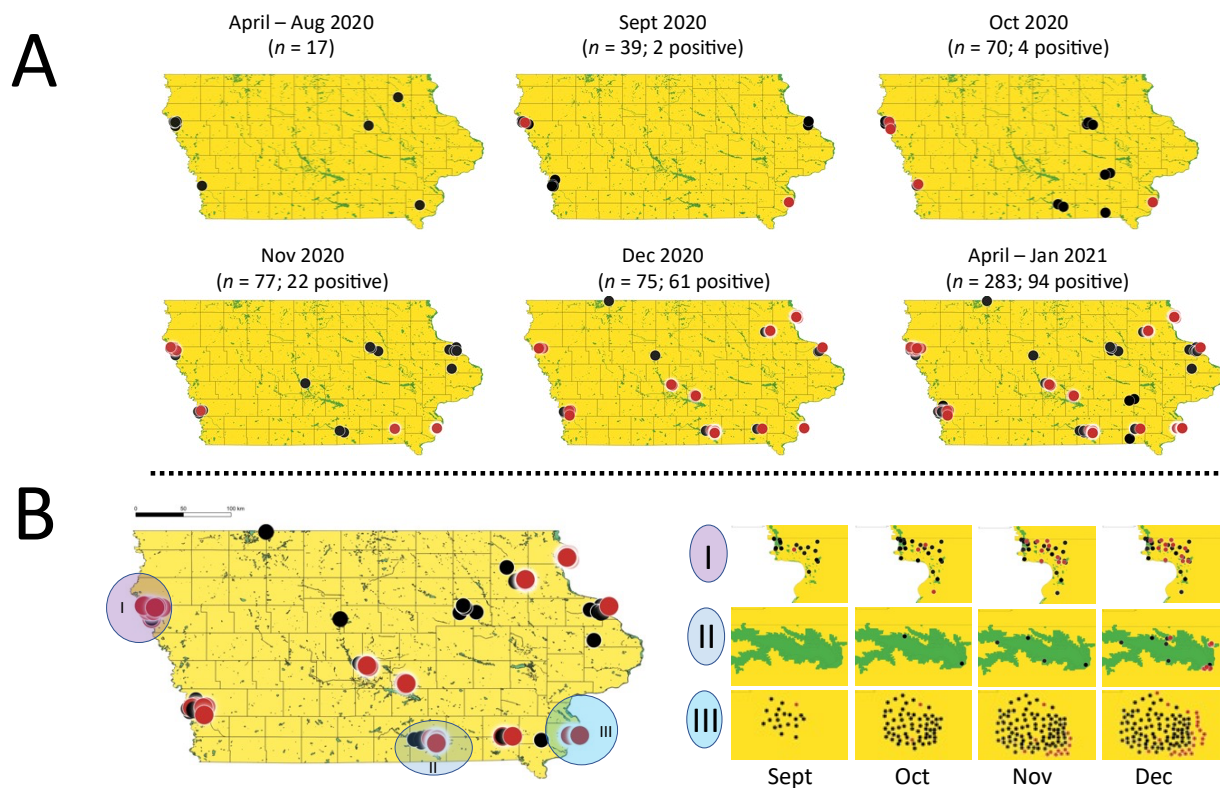 A
April – Aug 2020
(n = 17)
Sept 2020
(n = 39; 2 positive)
Oct 2020
(n = 70; 4 positive)
Nov 2020
(n = 77; 22 positive)
Dec 2020
(n = 75; 61 positive)
April – Jan 2021
(n = 283; 94 positive)
B
0 50 100 km
I
II
III
I
II
III
Sept
Oct
Nov
Dec